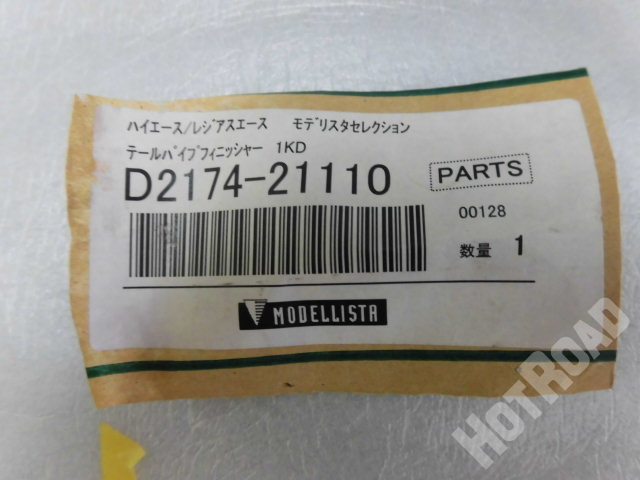 ﾊｲｴｰｽ/ﾚｼﾞｱｽｴｰｽ ﾓﾃﾞﾘｽﾀｾﾚｸｼｮﾝ
ﾃｰﾙﾊﾟｲﾌﾟﾌｨﾆｯｼｬｰ 1KD
D2174-21110
PARTS
00128
数量 1
MODELLISTA
HOTROAD